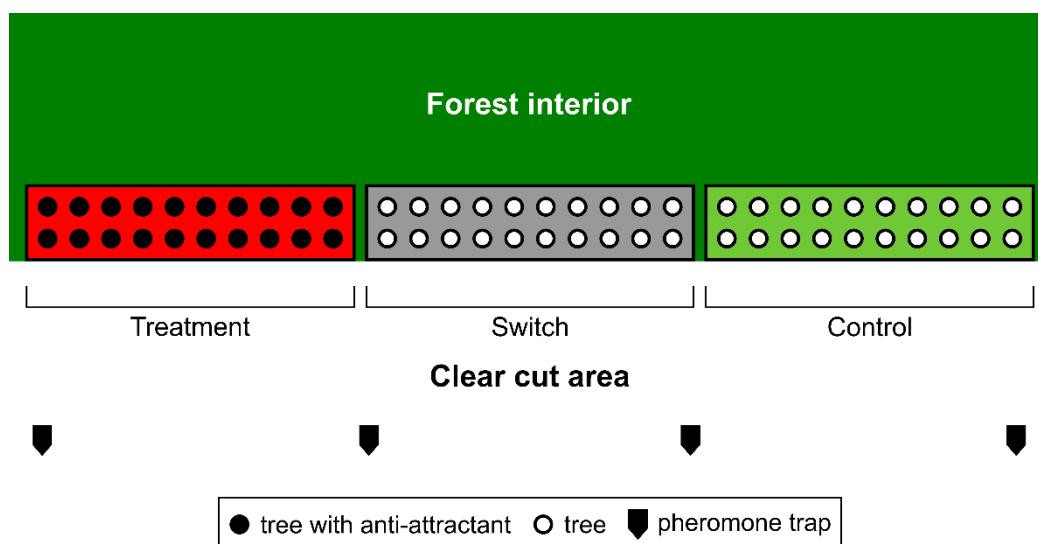 Forest interior
Treatment Switch Control
Clear cut area
tree with anti-attractant tree pheromone trap